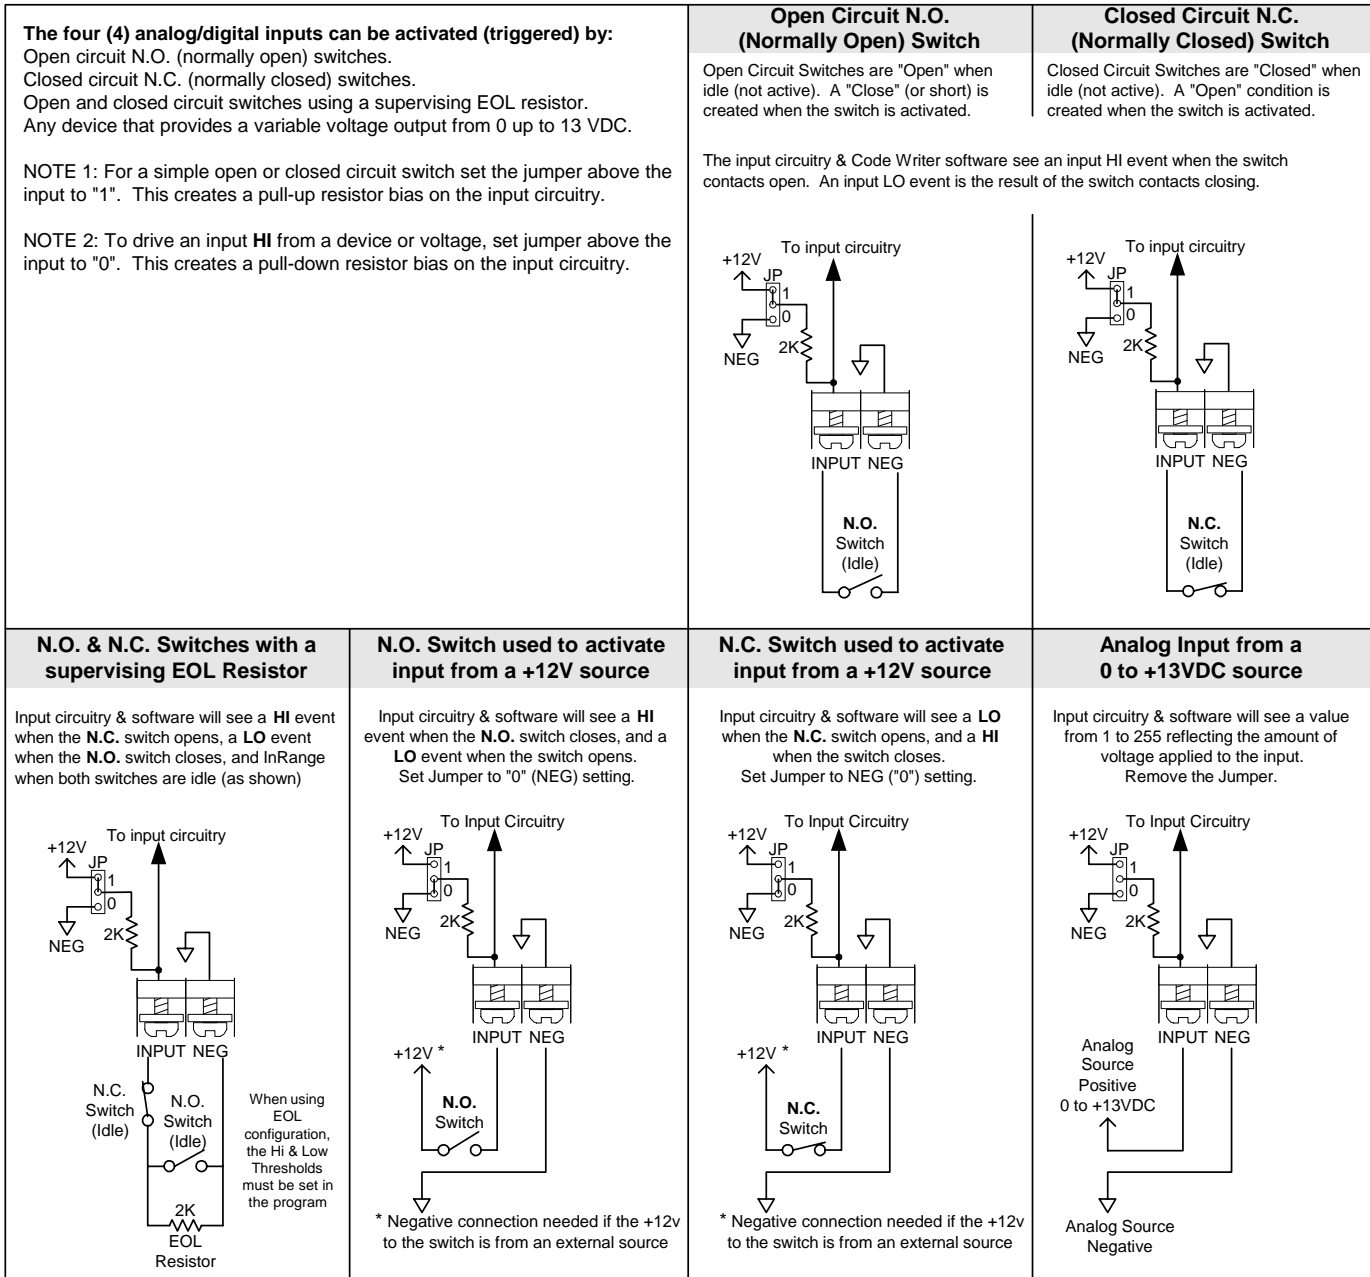 The four (4) analog/digital inputs can be activated (triggered) by:
Open circuit N.O. (normally open) switches.
Closed circuit N.C. (normally closed) switches.
Open and closed circuit switches using a supervising EOL resistor.
Any device that provides a variable voltage output from 0 up to 13 VDC.
NOTE 1: For a simple open or closed circuit switch set the jumper above the
input to "1". This creates a pull-up resistor bias on the input circuitry.
NOTE 2: To drive an input HI from a device or voltage, set jumper above the
input to "0". This creates a pull-down resistor bias on the input circuitry.
Open Circuit N.O.
(Normally Open) Switch
Open Circuit Switches are "Open" when
idle (not active). A "Close" (or short) is
created when the switch is activated.
Closed Circuit N.C.
(Normally Closed) Switch
Closed Circuit Switches are "Closed" when
idle (not active). A "Open" condition is
created when the switch is activated.
The input circuitry & Code Writer software see an input HI event when the switch
contacts open. An input LO event is the result of the switch contacts closing.
To input circuitry
+12V
JP
1
0
2K
NEG
INPUT NEG
N.O.
Switch
(Idle)
To input circuitry
+12V
JP
1
0
2K
NEG
INPUT NEG
N.C.
Switch
(Idle)
N.O. & N.C. Switches with a
supervising EOL Resistor
Input circuitry & software will see a HI event
when the N.C. switch opens, a LO event
when the N.O. switch closes, and InRange
when both switches are idle (as shown)
To input circuitry
+12V
JP
1
0
2K
NEG
INPUT NEG
N.C.
Switch
(Idle)
N.O.
Switch
(Idle)
When using
EOL
configuration,
the Hi & Low
Thresholds
must be set in
the program
2K
EOL
Resistor
N.O. Switch used to activate
input from a +12V source
Input circuitry & software will see a HI
event when the N.O. switch closes, and a
LO event when the switch opens.
Set Jumper to "0" (NEG) setting.
To Input Circuitry
+12V
JP
1
0
2K
NEG
INPUT NEG
+12V *
N.O.
Switch
* Negative connection needed if the +12v
to the switch is from an external source
N.C. Switch used to activate
input from a +12V source
Input circuitry & software will see a LO
when the N.C. switch opens, and a HI
when the switch closes.
Set Jumper to NEG ("0") setting.
To Input Circuitry
+12V
JP
1
0
2K
NEG
INPUT NEG
+12V *
N.C.
Switch
* Negative connection needed if the +12v
to the switch is from an external source
Analog Input from a
0 to +13VDC source
Input circuitry & software will see a value
from 1 to 255 reflecting the amount of
voltage applied to the input.
Remove the Jumper.
To Input Circuitry
+12V
JP
1
0
2K
NEG
INPUT NEG
Analog
Source
Positive
0 to +13VDC
Analog Source
Negative